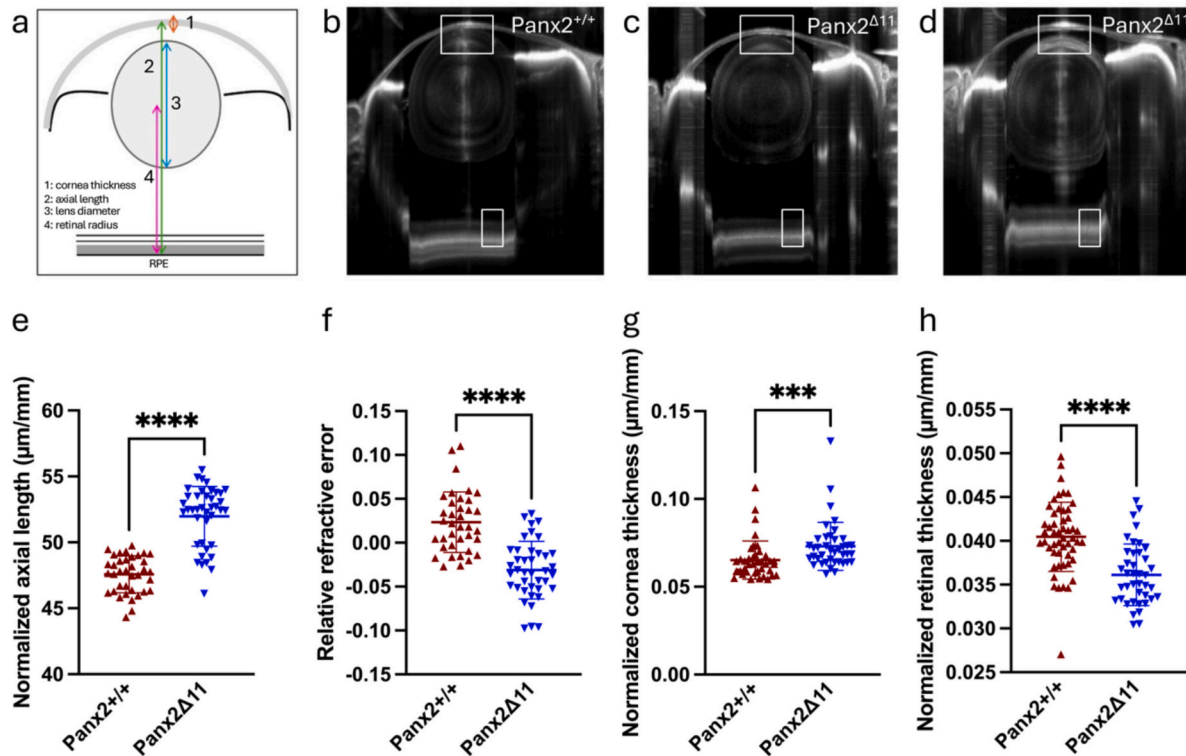 a
1
2
3
4
1: cornea thickness
2: axial length
3: lens diameter
4: retinal radius
RPE
b
Panx2+/+
c
Panx2Δ11
d
Panx2Δ11
e
Normalized axial length (µm/mm)
60
55
50
45
40
****
Panx2+/+
Panx2Δ11
f
Relative refractive error
0.15
0.10
0.05
0.00
-0.05
-0.10
-0.15
****
Panx2+/+
Panx2Δ11
g
Normalized cornea thickness (µm/mm)
0.15
0.10
0.05
0.00
***
Panx2+/+
Panx2Δ11
h
Normalized retinal thickness (µm/mm)
0.055
0.050
0.045
0.040
0.035
0.030
0.025
****
Panx2+/+
Panx2Δ11